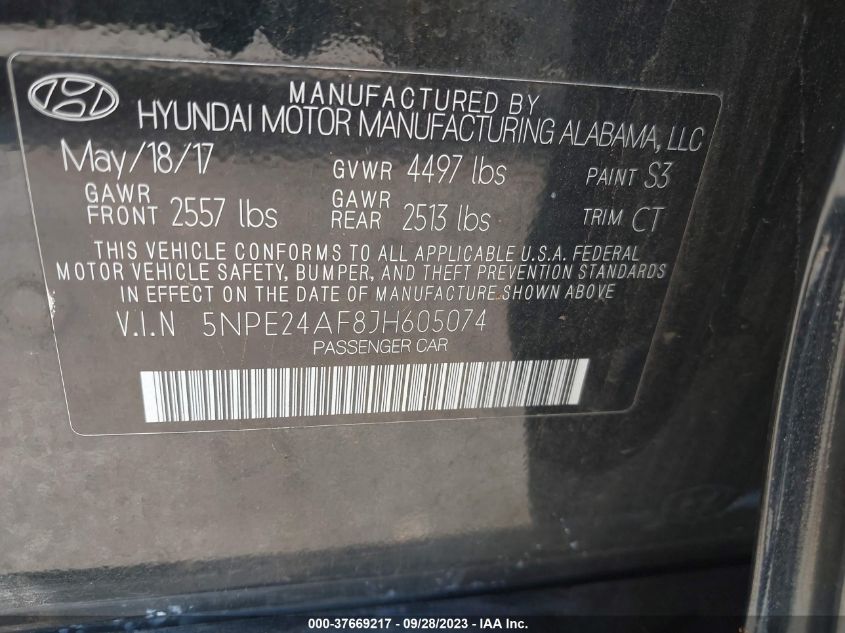 MANUFACTURED BY
HYUNDAI MOTOR MANUFACTURING ALABAMA, LLC
May/18/17 GVWR 4497 lbs PAINT S3
GAWR FRONT 2557 lbs GAWR REAR 2513 lbs TRIM CT
THIS VEHICLE CONFORMS TO ALL APPLICABLE U.S.A. FEDERAL
MOTOR VEHICLE SAFETY, BUMPER, AND THEFT PREVENTION STANDARDS
IN EFFECT ON THE DATE OF MANUFACTURE SHOWN ABOVE
V.I.N 5NPE24AF8JH605074
PASSENGER CAR
000-37669217 - 09/28/2023 - © IAA Inc.